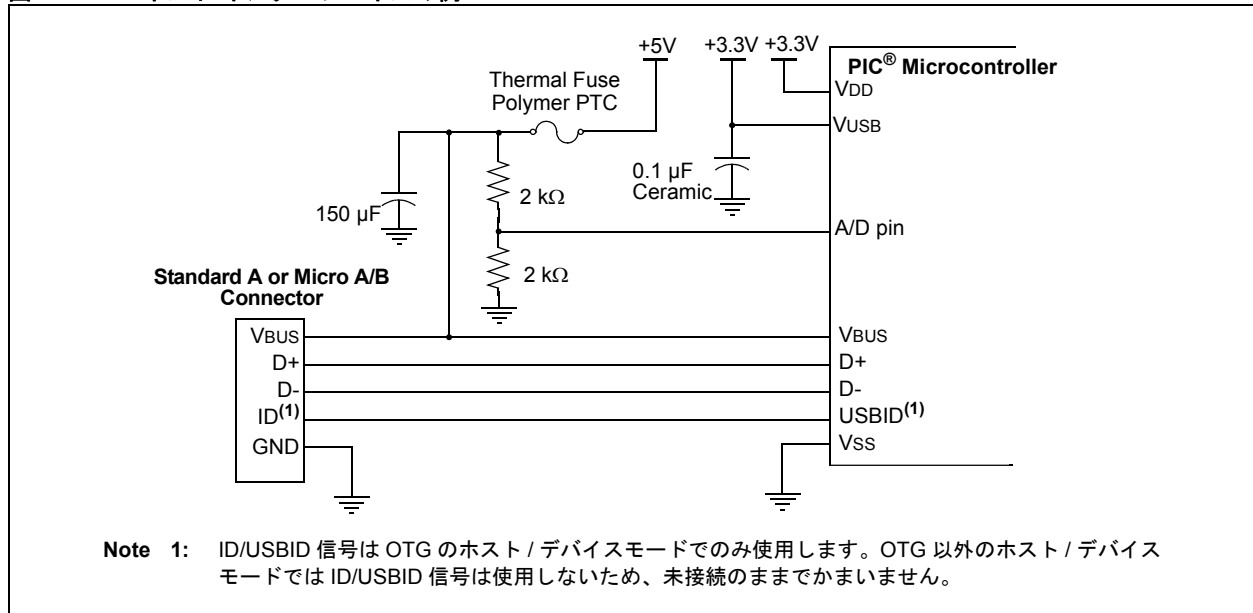 +5V
+3.3V +3.3V
PIC® Microcontroller
VDD
Thermal Fuse
Polymer PTC
VUSB
0.1 µF
Ceramic
2 kΩ
150 µF
A/D pin
2 kΩ
Standard A or Micro A/B
Connector
VBUS
VBUS
D+
D+
D-
D-
ID(1)
USBID(1)
GND
VSS
Note 1: ID/USBID 信号は OTG のホスト / デバイスモードでのみ使用します。OTG 以外のホスト / デバイス
モードでは ID/USBID 信号は使用しないため、未接続のままでかまいません。